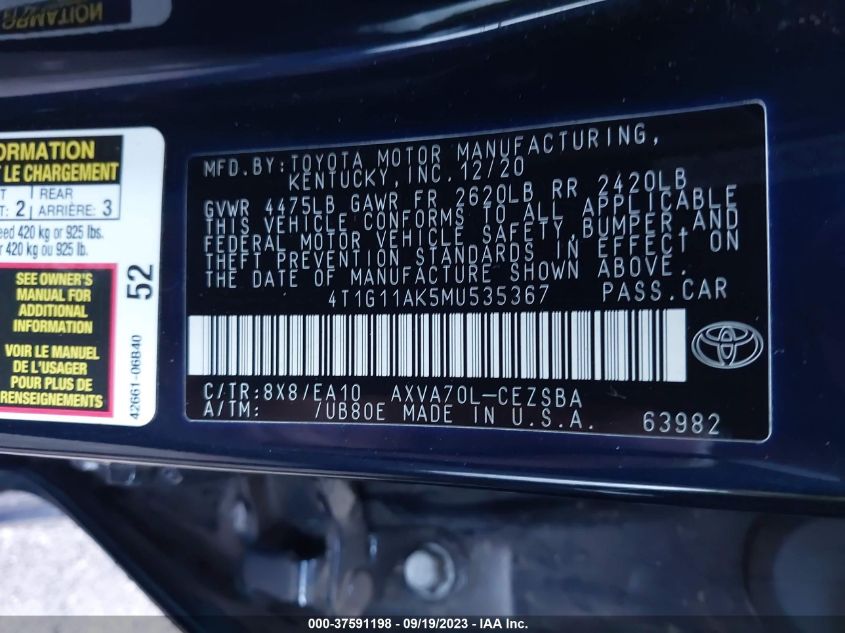 ORMATION
ORMATION
T LE CHARGEMENT
T REAR
T: 2 ARRIÈRE: 3
eed 420 kg or 925 lbs.
r 420 kg ou 925 lb.
SEE OWNER'S
MANUAL FOR
ADDITIONAL
INFORMATION
VOIR LE MANUEL
DE L'USAGER
POUR PLUS DE
RENSEIGNEMENTS
52
42661-06B40
MFD.BY:TOYOTA MOTOR MANUFACTURING,
KENTUCKY,INC.12/20
GVWR 4475LB GAWR FR 2620LB RR 2420LB
THIS VEHICLE CONFORMS TO ALL APPLICABLE
FEDERAL MOTOR VEHICLE SAFETY,BUMPER,AND
THEFT PREVENTION STANDARDS IN EFFECT ON
THE DATE OF MANUFACTURE SHOWN ABOVE.
4T1G11AK5MU535367 PASS.CAR
C/TR:8X8/EA10 AXVA70L-CEZSBA
A/TM: /UB80E MADE IN U.S.A.
63982
000-37591198 - 09/19/2023 - IAA Inc.